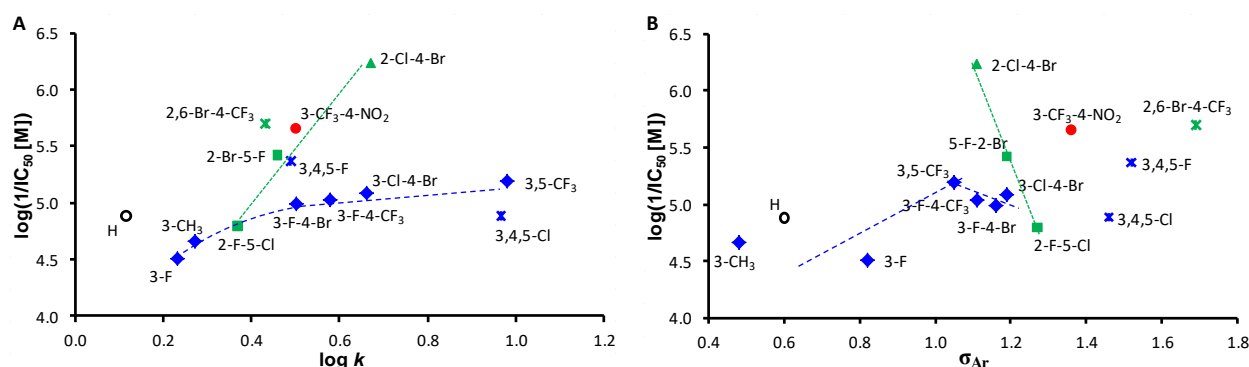 A
log(1/IC₅₀ [M])
6.5
6.0
5.5
5.0
4.5
4.0
0.0
0.2
0.4
0.6
0.8
1.0
1.2
log k
2-Cl-4-Br
2,6-Br-4-CF₃
3-CF₃-4-NO₂
2-Br-5-F
3,4,5-F
3-Cl-4-Br
3,5-CF₃
H
3-CH₃
3-F-4-Br
3-F-4-CF₃
3,4,5-Cl
2-F-5-Cl
3-F
B
log(1/IC₅₀ [M])
6.5
6.0
5.5
5.0
4.5
4.0
0.4
0.6
0.8
1.0
1.2
1.4
1.6
1.8
σAr
2-Cl-4-Br
2,6-Br-4-CF₃
3-CF₃-4-NO₂
5-F-2-Br
3,4,5-F
3,5-CF₃
3-Cl-4-Br
H
3-F-4-CF₃
3,4,5-Cl
3-F-4-Br
2-F-5-Cl
3-CH₃
3-F